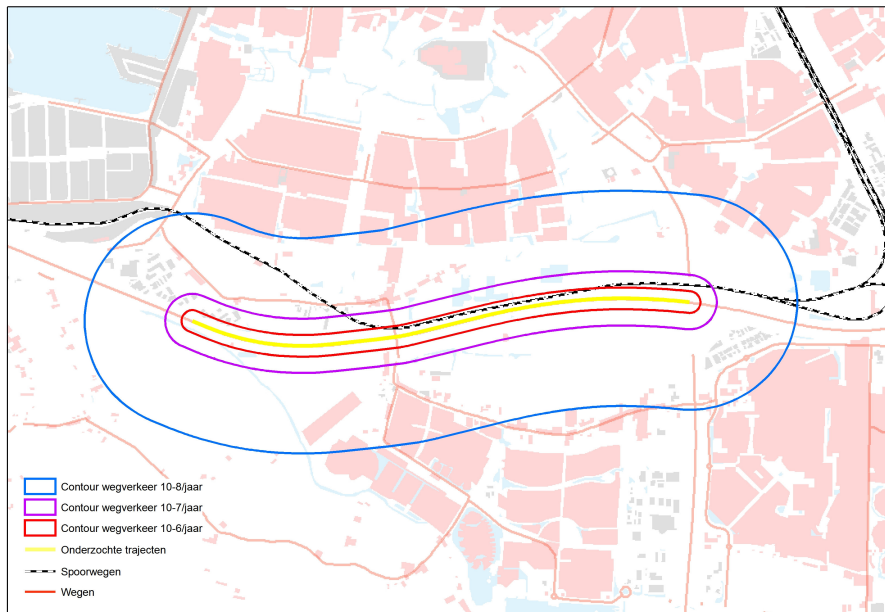 Contour wegverkeer 10-8/jaar
Contour wegverkeer 10-7/jaar
Contour wegverkeer 10-6/jaar
Onderzochte trajecten
Spoorwegen
Wegen